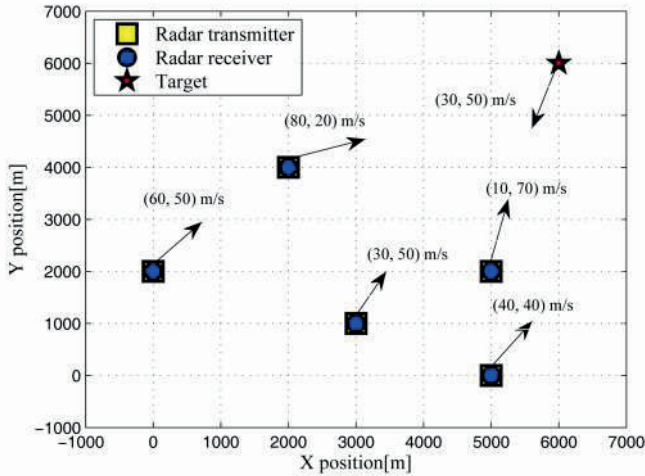 7000
6000
5000
4000
3000
2000
1000
0
−1000
Y position[m]
Radar transmitter
Radar receiver
Target
(30, 50) m/s
(80, 20) m/s
(10, 70) m/s
(60, 50) m/s
(30, 50) m/s
(40, 40) m/s
−1000 0 1000 2000 3000 4000 5000 6000 7000
X position[m]